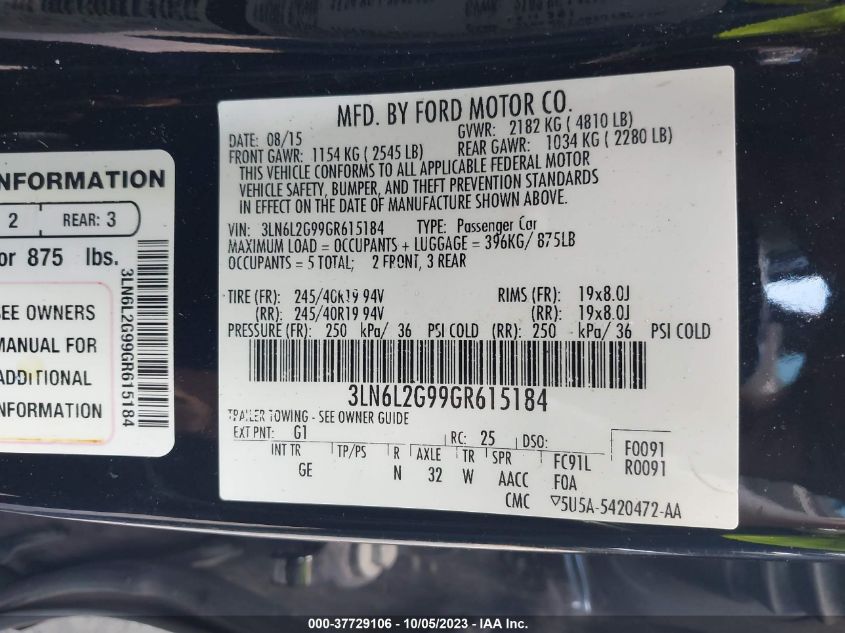 NFORMATION
2 REAR: 3
or 875 lbs.
SEE OWNERS
MANUAL FOR
ADDITIONAL
INFORMATION
3LN6L2G99GR615184
MFD. BY FORD MOTOR CO.
DATE: 08/15 GVWR: 2182 KG ( 4810 LB)
FRONT GAWR: 1154 KG ( 2545 LB) REAR GAWR: 1034 KG ( 2280 LB)
THIS VEHICLE CONFORMS TO ALL APPLICABLE FEDERAL MOTOR
VEHICLE SAFETY, BUMPER, AND THEFT PREVENTION STANDARDS
IN EFFECT ON THE DATE OF MANUFACTURE SHOWN ABOVE.
VIN: 3LN6L2G99GR615184 TYPE: Passenger Car
MAXIMUM LOAD = OCCUPANTS + LUGGAGE = 396KG/ 875LB
OCCUPANTS = 5 TOTAL; 2 FRONT, 3 REAR
TIRE (FR): 245/40R19 94V RIMS (FR): 19x8.0J
(RR): 245/40R19 94V (RR): 19x8.0J
PRESSURE (FR): 250 kPa/ 36 PSI COLD (RR): 250 kPa/ 36 PSI COLD
3LN6L2G99GR615184
TRAILER TOWING - SEE OWNER GUIDE
EXT PNT: G1 RC: 25 DSO: F0091
INT TR TP/PS R AXLE TR SPR FC91L R0091
GE N 32 W AACC FOA
CMC 5U5A-5420472-AA
000-37729106 - 10/05/2023 - IAA Inc.